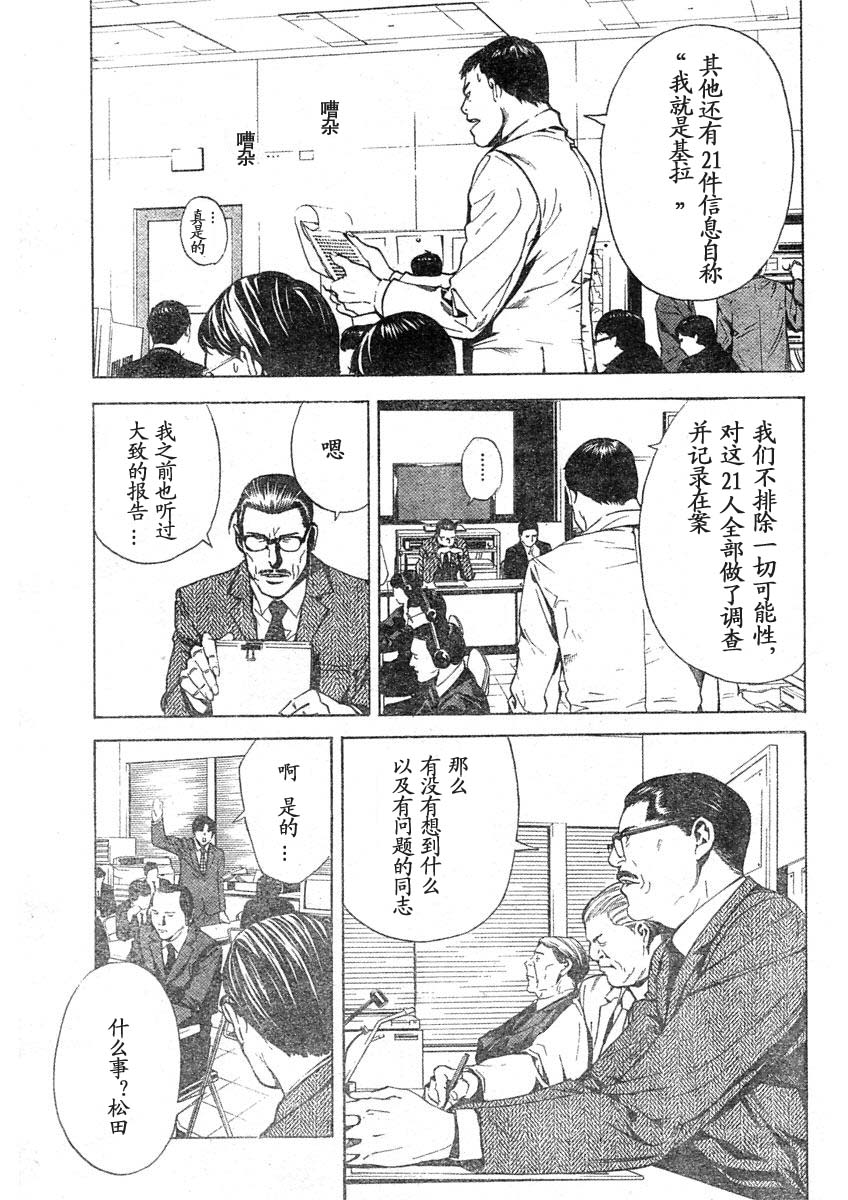 其他还有21件信息自称
“我就是基拉”
嘈杂
嘈杂
…
真是的
我们不排除一切可能性，
对这21人全部做了调查
并记录在案
……
嗯
我之前也听过
大致的报告…
那么
有没有想到什么
以及有问题的同志
啊 是的…
什么事？松田